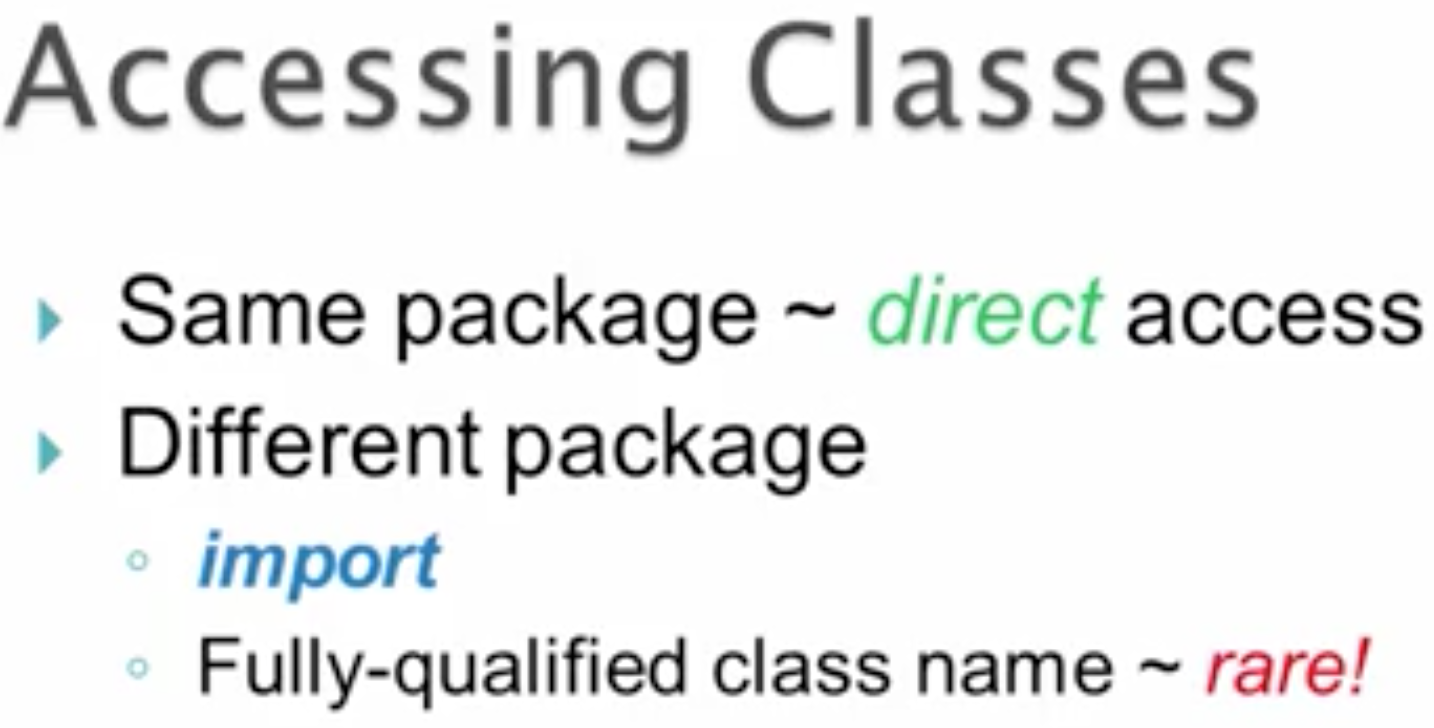 Accessing Classes
Same package ~ direct access
Different package
import
Fully-qualified class name ~ rare!